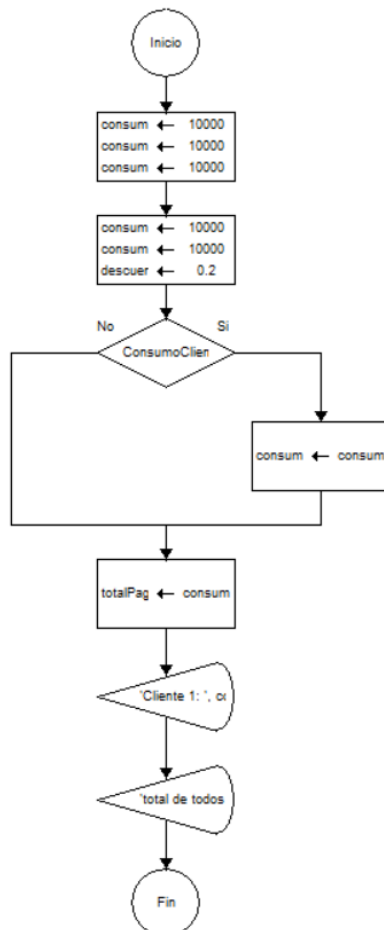 Inicio
consum ← 10000
consum ← 10000
consum ← 10000
consum ← 10000
consum ← 10000
descuer ← 0.2
No Si
ConsumoClien
consum ← consum
totalPag ← consum
'Cliente 1: ', co
'total de todos
Fin